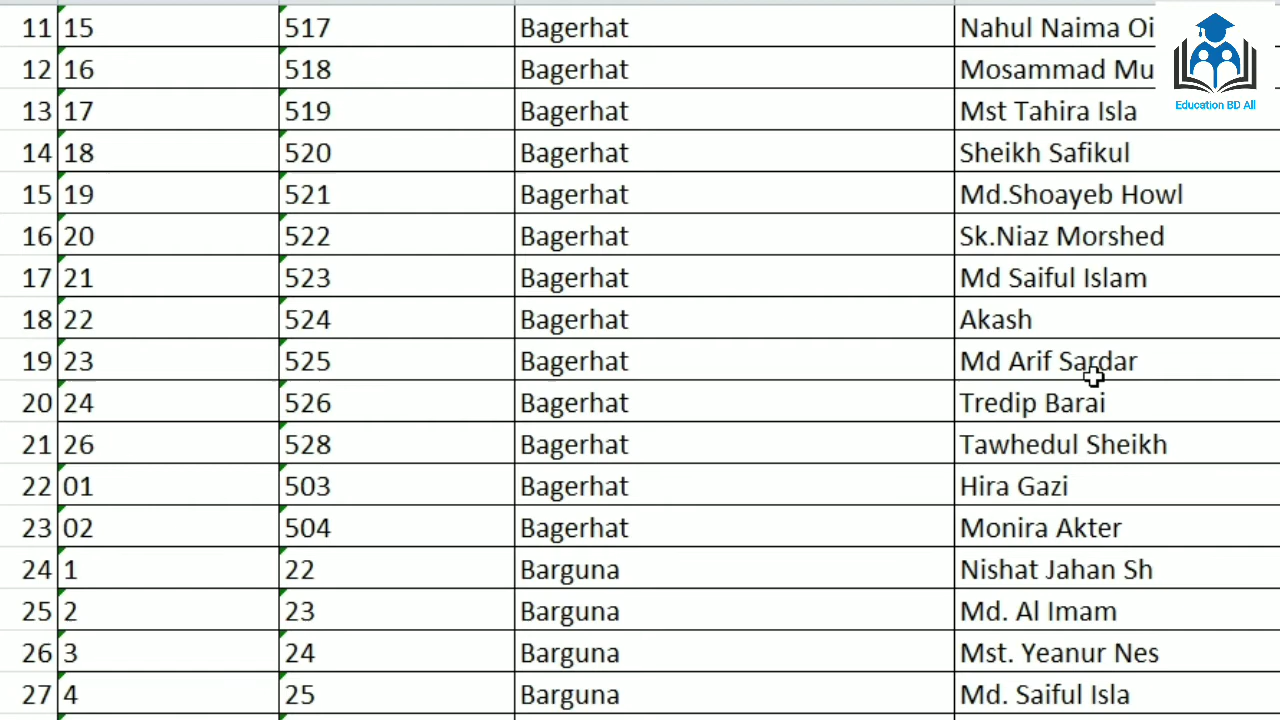 11 15 517 Bagerhat Nahul Naima Oi
12 16 518 Bagerhat Mosammad Mu
13 17 519 Bagerhat Mst Tahira Isla
14 18 520 Bagerhat Sheikh Safikul
15 19 521 Bagerhat Md.Shoayeb Howl
16 20 522 Bagerhat Sk.Niaz Morshed
17 21 523 Bagerhat Md Saiful Islam
18 22 524 Bagerhat Akash
19 23 525 Bagerhat Md Arif Sardar
20 24 526 Bagerhat Tredip Barai
21 26 528 Bagerhat Tawhedul Sheikh
22 01 503 Bagerhat Hira Gazi
23 02 504 Bagerhat Monira Akter
24 1 22 Barguna Nishat Jahan Sh
25 2 23 Barguna Md. Al Imam
26 3 24 Barguna Mst. Yeanur Nes
27 4 25 Barguna Md. Saiful Isla
Education BD All